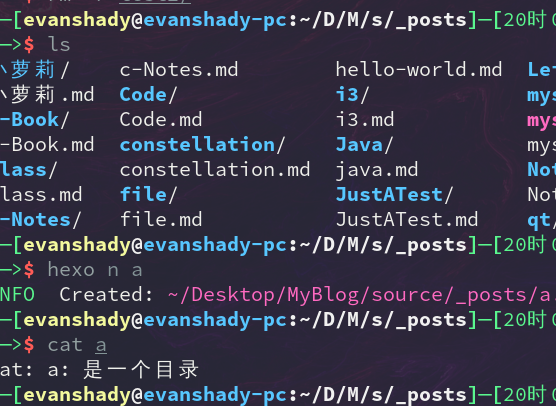 ─[evanshady@evanshady-pc:~/D/M/s/_posts]─[20时
─>$ ls
小萝莉/ c-Notes.md hello-world.md Let
小萝莉.md Code/ i3/ mys
-Book/ Code.md i3.md mys
-Book.md constellation/ Java/ mys
lass/ constellation.md java.md Not
lass.md file/ JustATest/ Not
-Notes/ file.md JustATest.md qt/
─[evanshady@evanshady-pc:~/D/M/s/_posts]─[20时
─>$ hexo n a
NFO Created: ~/Desktop/MyBlog/source/_posts/a.
─[evanshady@evanshady-pc:~/D/M/s/_posts]─[20时
─>$ cat a
at: a: 是一个目录
─[evanshady@evanshady-pc:~/D/M/s/_posts]─[20时